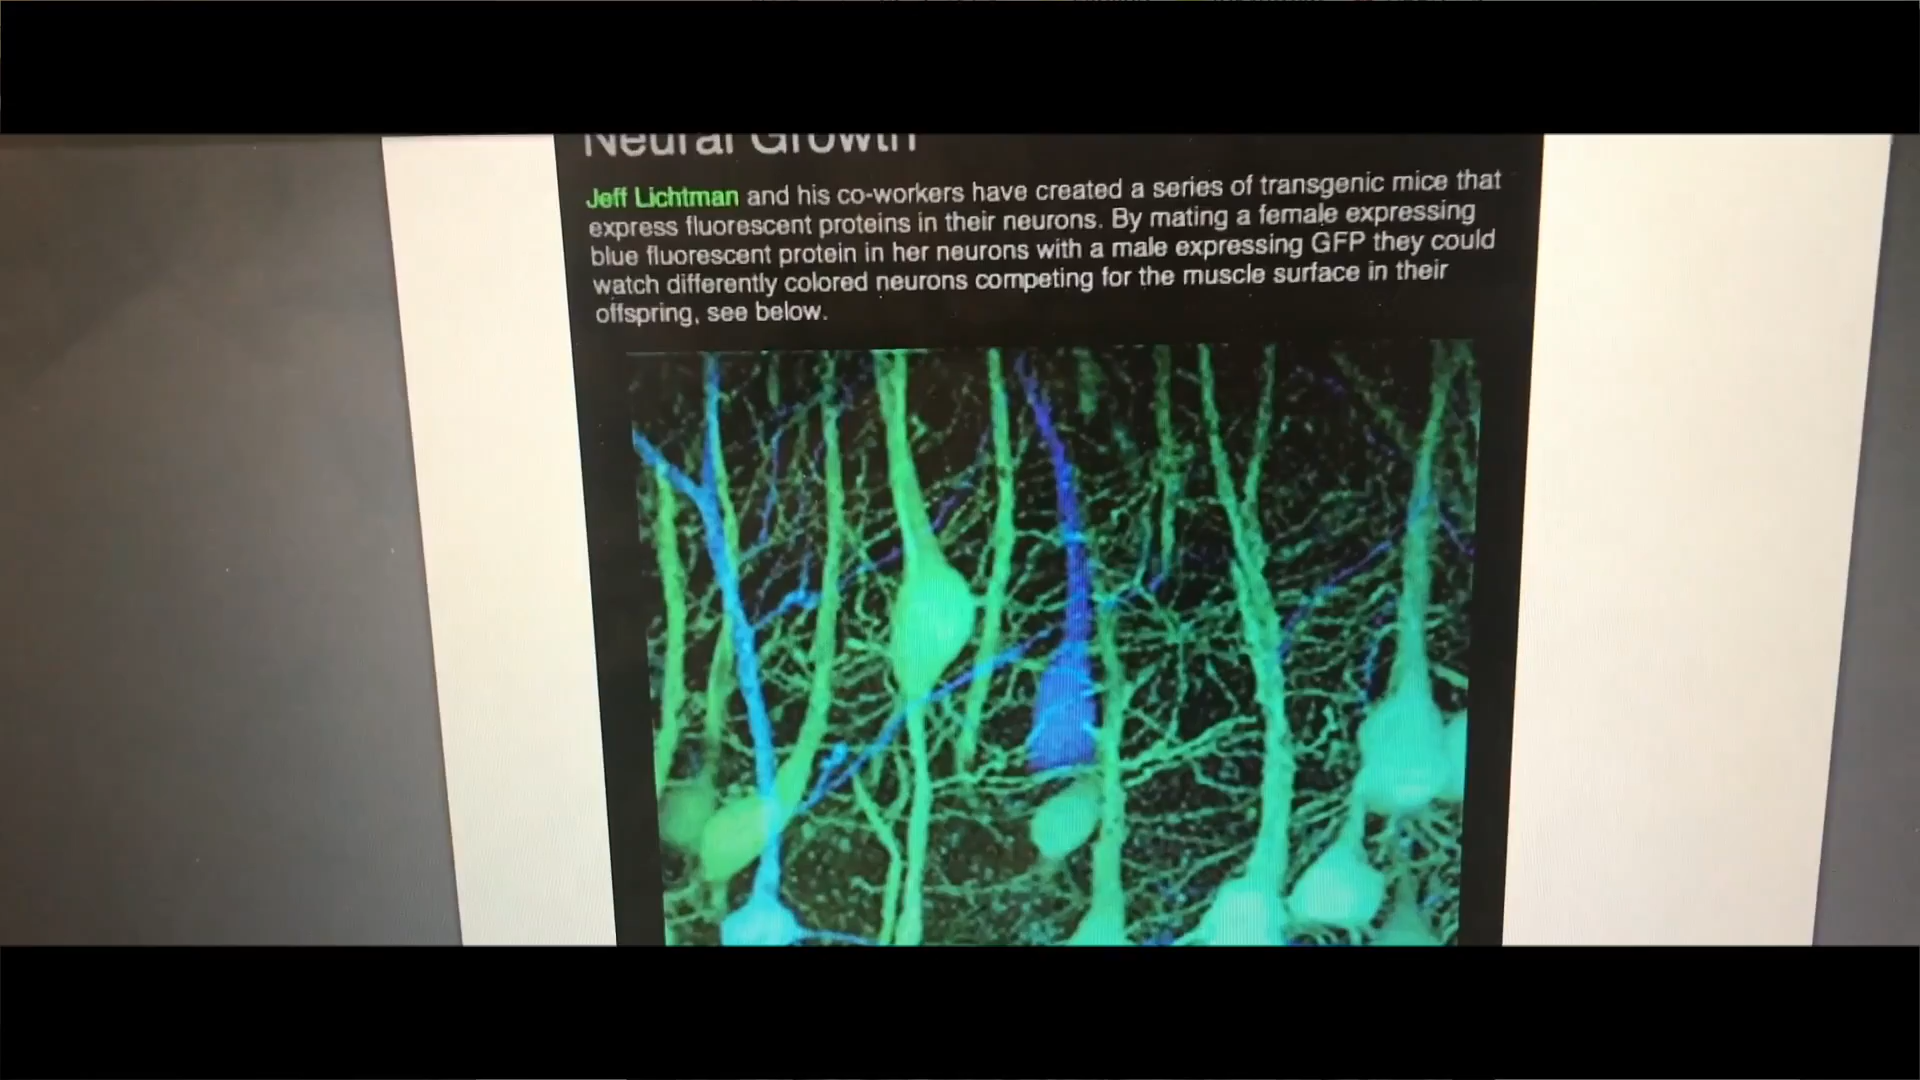 Neural Growth
Jeff Lichtman and his co-workers have created a series of transgenic mice that
express fluorescent proteins in their neurons. By mating a female expressing
blue fluorescent protein in her neurons with a male expressing GFP they could
watch differently colored neurons competing for the muscle surface in their
offspring, see below.